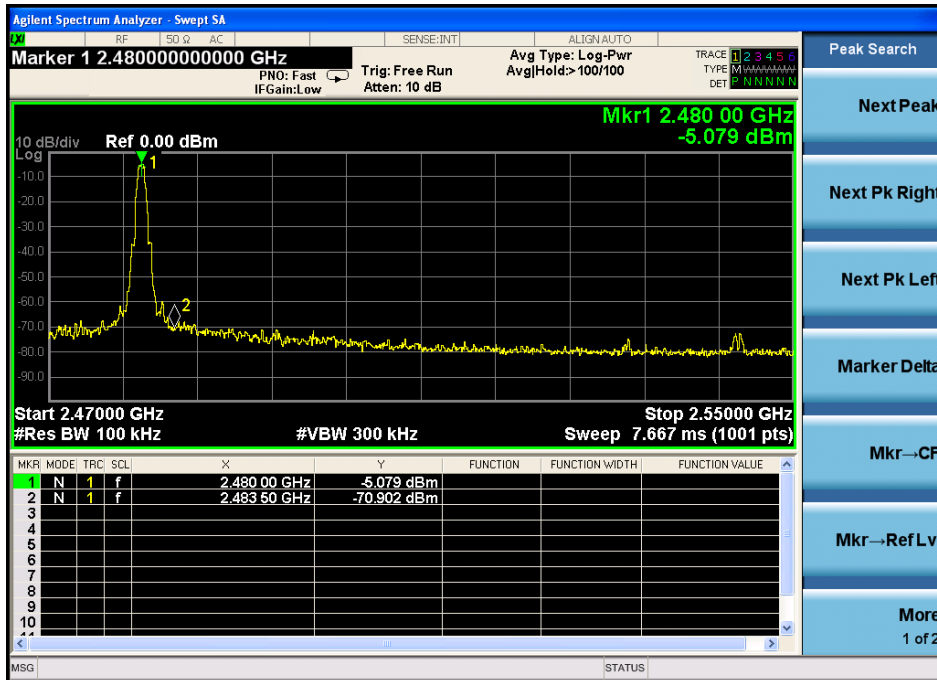 Agilent Spectrum Analyzer - Swept SA
LXI RF 50 Ω AC SENSE:INT ALIGN AUTO
Marker 1 2.480000000000 GHz
PNO: Fast
IFGain:Low
Trig: Free Run
Atten: 10 dB
Avg Type: Log-Pwr
Avg|Hold:>100/100
TRACE 1 2 3 4 5 6
TYPE M
DET P N N N N N
Mkr1 2.480 00 GHz
-5.079 dBm
10 dB/div Ref 0.00 dBm
Log
1
-10.0
-20.0
-30.0
-40.0
-50.0
-60.0
2
-70.0
-80.0
-90.0
Start 2.47000 GHz Stop 2.55000 GHz
#Res BW 100 kHz #VBW 300 kHz Sweep 7.667 ms (1001 pts)
MKR MODE TRC SCL X Y FUNCTION FUNCTION WIDTH FUNCTION VALUE
1 N 1 f 2.480 00 GHz -5.079 dBm
2 N 1 f 2.483 50 GHz -70.902 dBm
3
4
5
6
7
8
9
10
11
MSG STATUS
Peak Search
Next Peak
Next Pk Right
Next Pk Left
Marker Delta
Mkr→CF
Mkr→Ref Lv
More
1 of 2